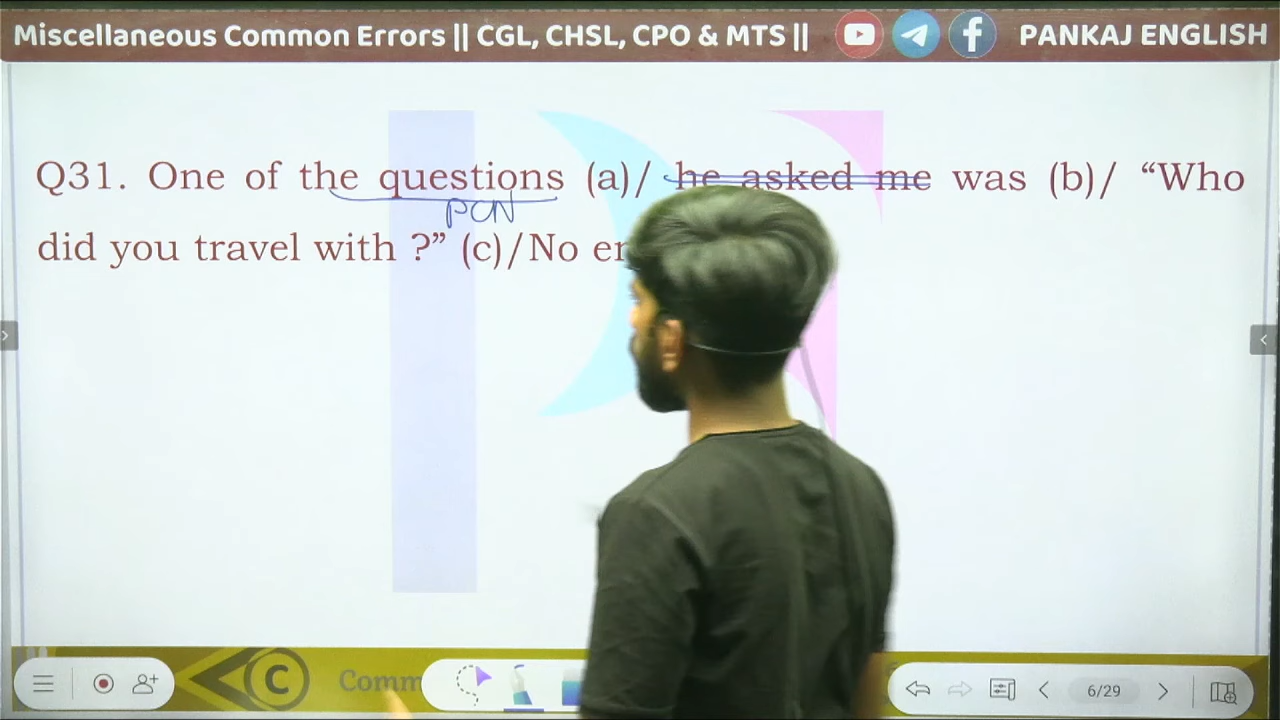 Miscellaneous Common Errors || CGL, CHSL, CPO & MTS || PANKAJ ENGLISH
Q31. One of the questions (a)/ he asked me was (b)/ “Who
PCN
did you travel with ?” (c)/No er
C Comm
6/29